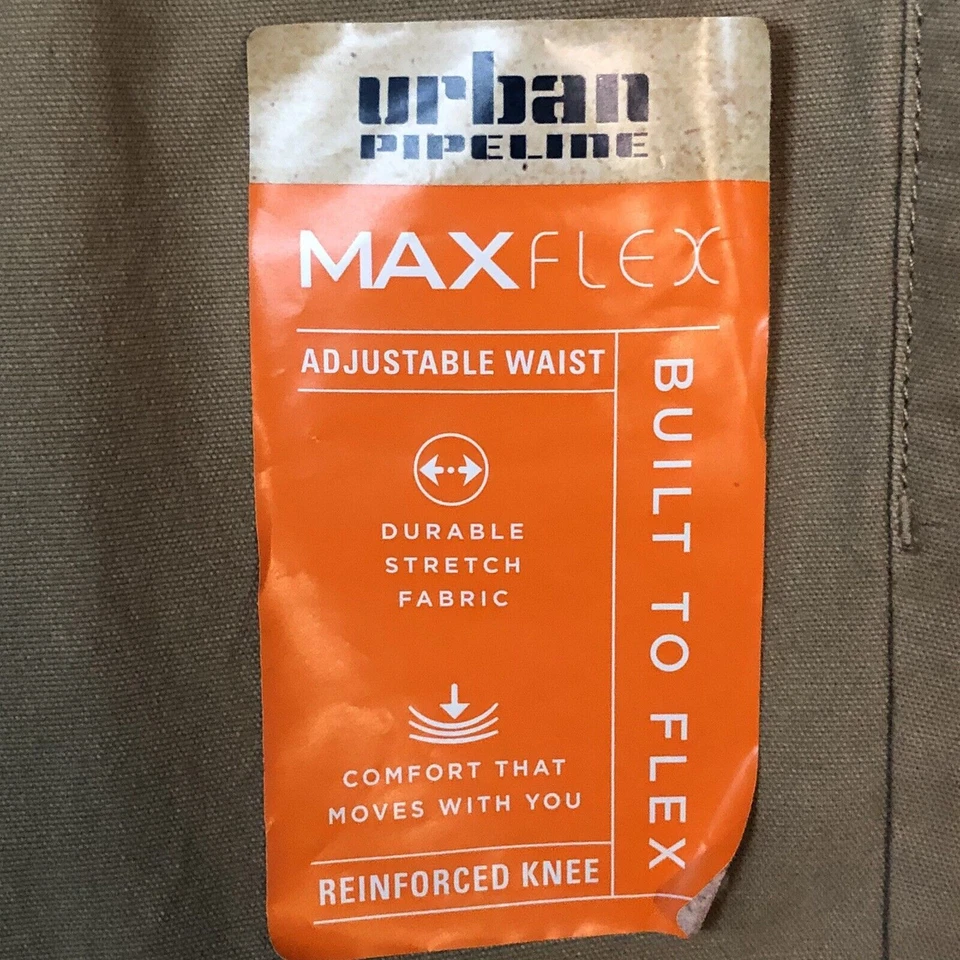 urban
PIPELINE
MAXFLEX
ADJUSTABLE WAIST
DURABLE
STRETCH
FABRIC
COMFORT THAT
MOVES WITH YOU
REINFORCED KNEE
BUILT TO FLEX